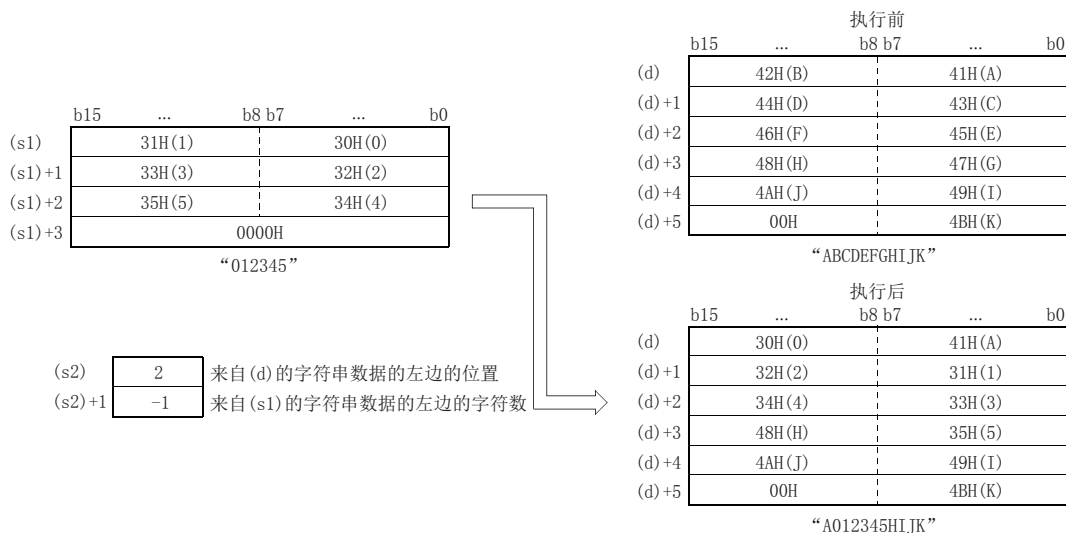 执行前
b15 ... b8 b7 ... b0
(d) 42H(B) 41H(A)
(d)+1 44H(D) 43H(C)
(d)+2 46H(F) 45H(E)
(d)+3 48H(H) 47H(G)
(d)+4 4AH(J) 49H(I)
(d)+5 00H 4BH(K)
“ABCDEFGHIJK”
b15 ... b8 b7 ... b0
(s1) 31H(1) 30H(0)
(s1)+1 33H(3) 32H(2)
(s1)+2 35H(5) 34H(4)
(s1)+3 0000H
“012345”
(s2) 2 来自(d)的字符串数据的左边的位置
(s2)+1 -1 来自(s1)的字符串数据的左边的字符数
执行后
b15 ... b8 b7 ... b0
(d) 30H(0) 41H(A)
(d)+1 32H(2) 31H(1)
(d)+2 34H(4) 33H(3)
(d)+3 48H(H) 35H(5)
(d)+4 4AH(J) 49H(I)
(d)+5 00H 4BH(K)
“A012345HIJK”